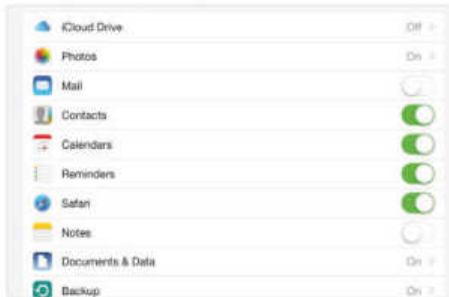 iCloud Drive Off
Photos On
Mail
Contacts
Calendars
Reminders
Safari
Notes
Documents & Data On
Backup On